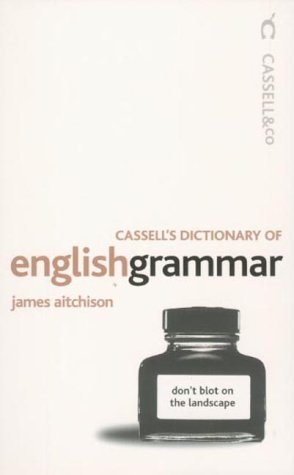 CASSELL&CO
CASSELL'S DICTIONARY OF
englishgrammar
james aitchison
don't blot on
the landscape